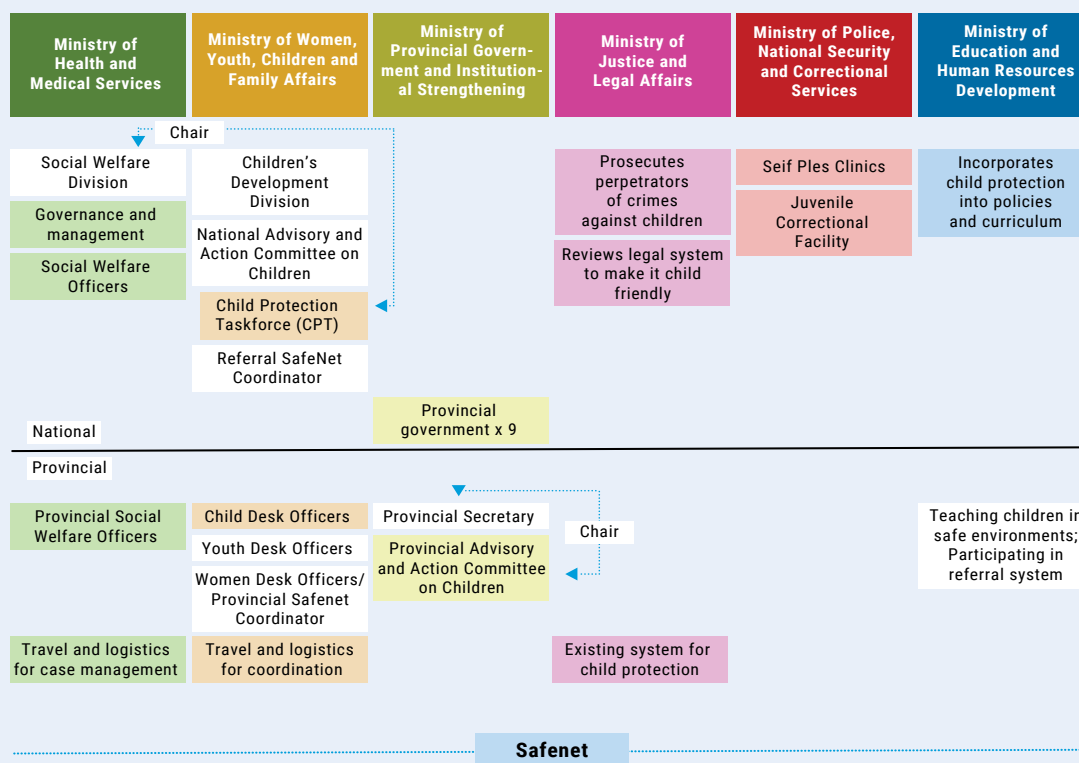 Ministry of
Health and
Medical Services
Ministry of Women,
Youth, Children and
Family Affairs
Ministry of
Provincial Govern-
ment and Institution-
al Strengthening
Ministry of
Justice and
Legal Affairs
Ministry of Police,
National Security
and Correctional
Services
Ministry of
Education and
Human Resources
Development
Chair
Social Welfare
Division
Governance and
management
Social Welfare
Officers
Children's
Development
Division
National Advisory and
Action Committee on
Children
Child Protection
Taskforce (CPT)
Referral SafeNet
Coordinator
Provincial
government x 9
Prosecutes
perpetrators
of crimes
against children
Reviews legal system
to make it child
friendly
Seif Ples Clinics
Juvenile
Correctional
Facility
Incorporates
child protection
into policies
and curriculum
National
Provincial
Provincial Social
Welfare Officers
Travel and logistics
for case management
Child Desk Officers
Youth Desk Officers
Women Desk Officers/
Provincial Safenet
Coordinator
Travel and logistics
for coordination
Provincial Secretary
Provincial Advisory
and Action Committee
on Children
Chair
Existing system for
child protection
Teaching children in
safe environments;
Participating in
referral system
Safenet